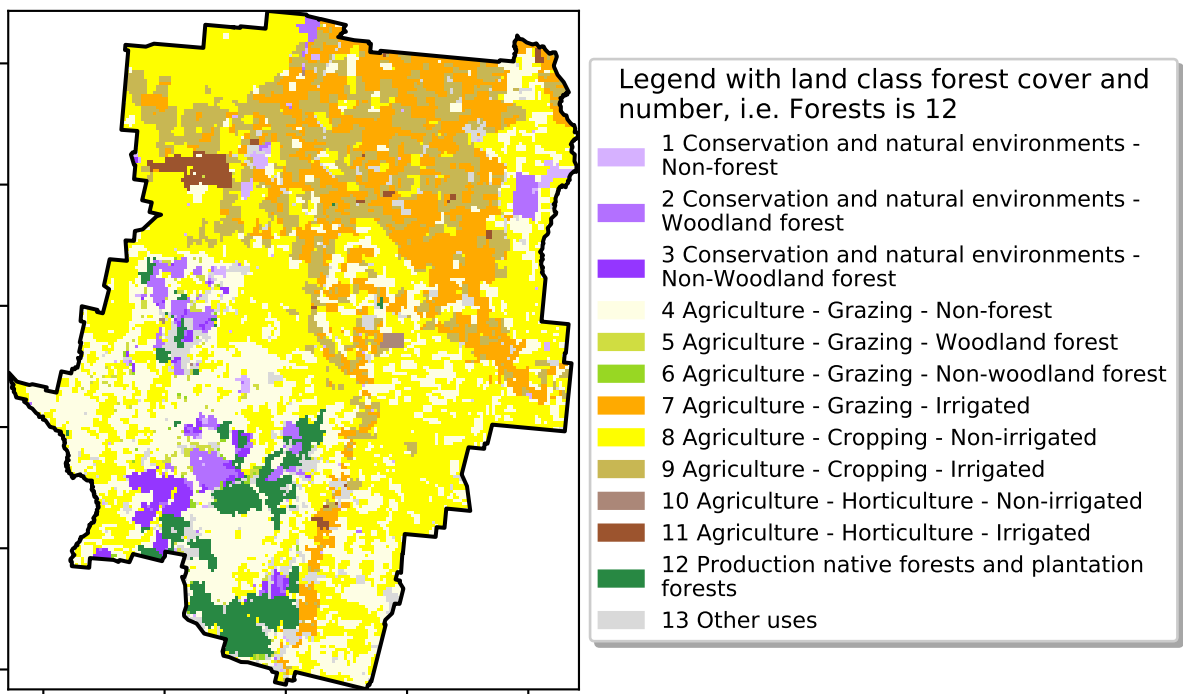 Legend with land class forest cover and
number, i.e. Forests is 12
1 Conservation and natural environments -
Non-forest
2 Conservation and natural environments -
Woodland forest
3 Conservation and natural environments -
Non-Woodland forest
4 Agriculture - Grazing - Non-forest
5 Agriculture - Grazing - Woodland forest
6 Agriculture - Grazing - Non-woodland forest
7 Agriculture - Grazing - Irrigated
8 Agriculture - Cropping - Non-irrigated
9 Agriculture - Cropping - Irrigated
10 Agriculture - Horticulture - Non-irrigated
11 Agriculture - Horticulture - Irrigated
12 Production native forests and plantation
forests
13 Other uses